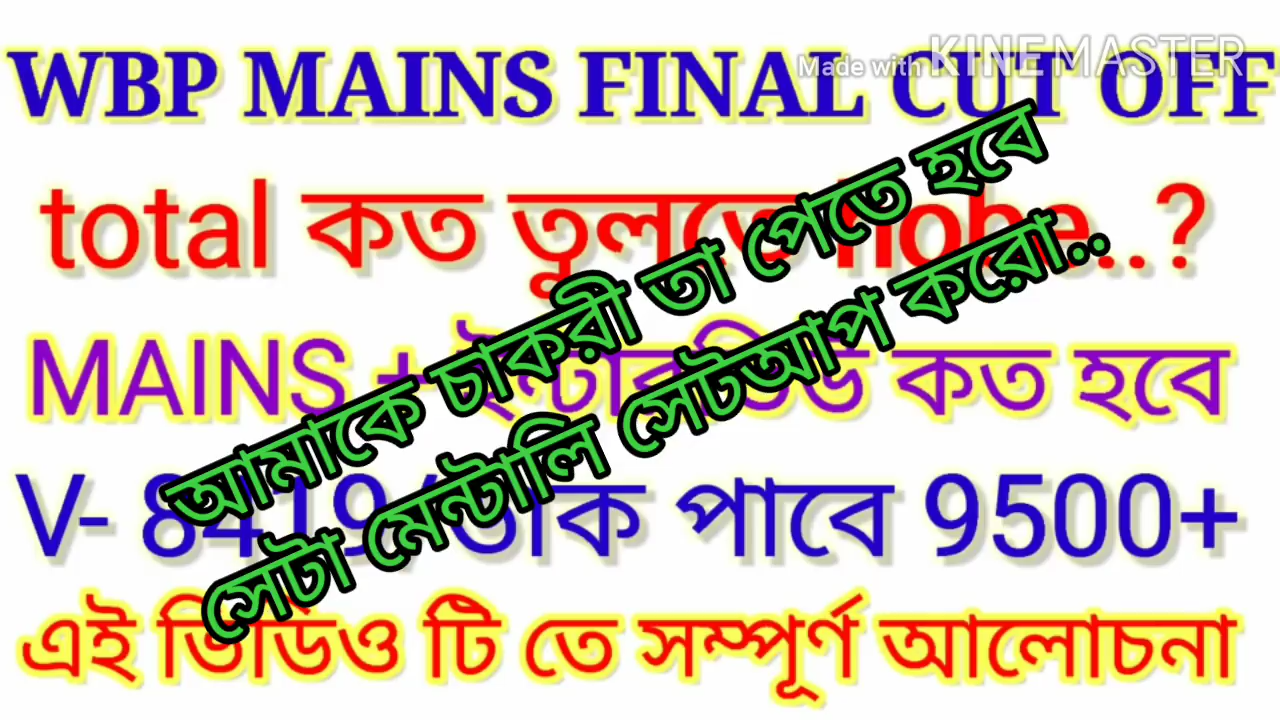 WBP MAINS FINAL CUT OFF
Made with KINEMASTER
total কত তুলতে hobe..?
MAINS + ইন্টারভিউ কত হবে
V- 8419/ডাক পাবে 9500+
এই ভিডিও টি তে সম্পূর্ণ আলোচনা
আমাকে চাকরী তা পেতে হবে
সেটা মেন্টালি সেটআপ করো..